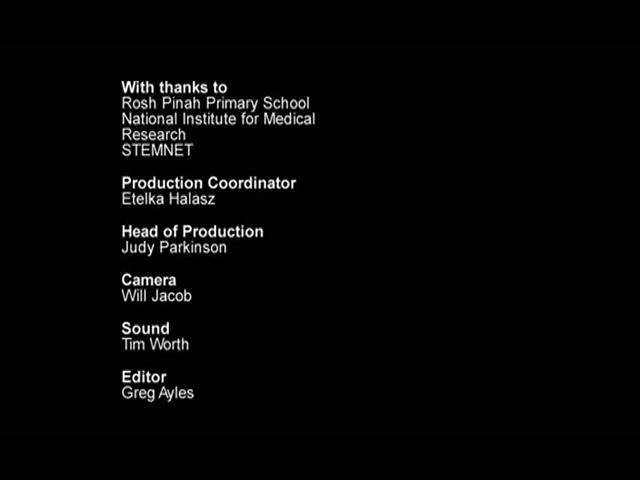 With thanks to
Rosh Pinah Primary School
National Institute for Medical
Research
STEMNET
Production Coordinator
Etelka Halasz
Head of Production
Judy Parkinson
Camera
Will Jacob
Sound
Tim Worth
Editor
Greg Ayles